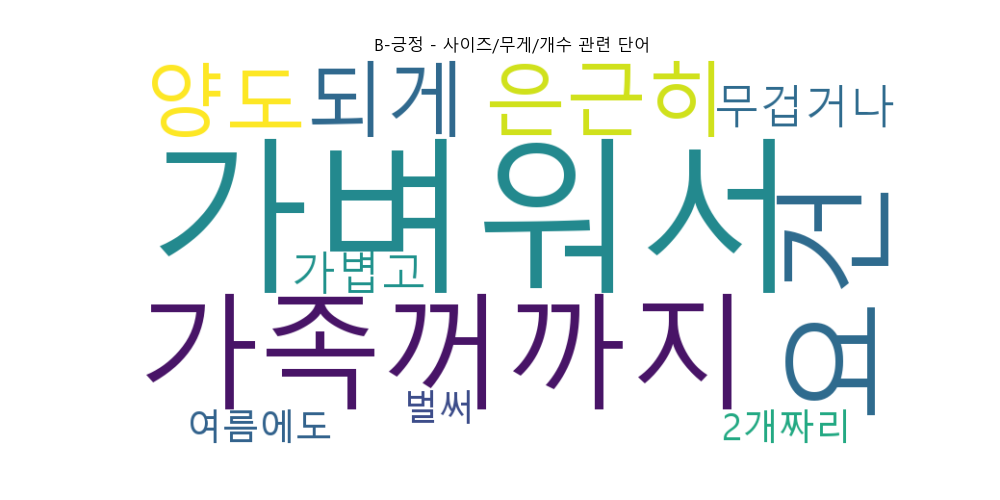 B-긍정 - 사이즈/무게/개수 관련 단어
양도 되게 은근히 무겁거나
가벼워서
요건
가볍고
가족꺼까지
벌써
여름에도 2개짜리